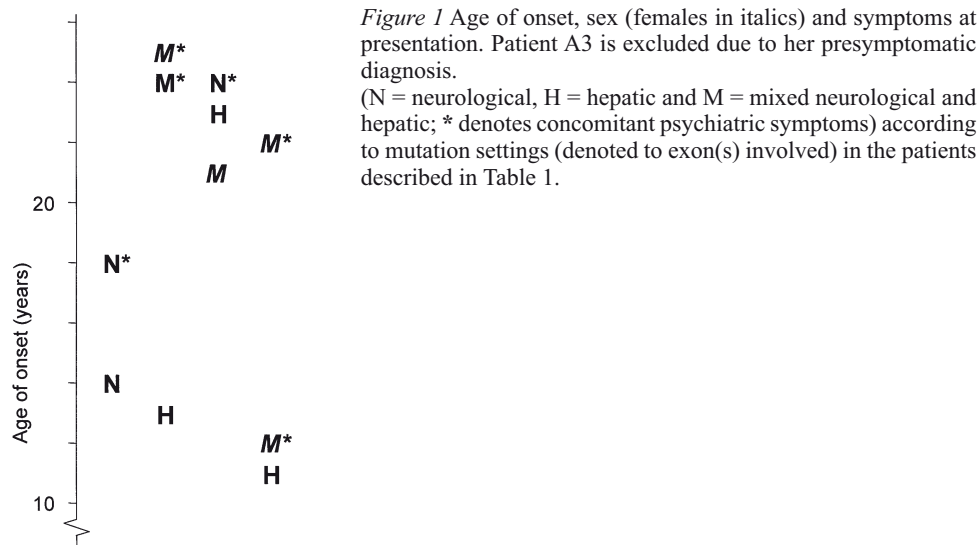 Figure 1 Age of onset, sex (females in italics) and symptoms at
presentation. Patient A3 is excluded due to her presymptomatic
diagnosis.
(N = neurological, H = hepatic and M = mixed neurological and
hepatic; * denotes concomitant psychiatric symptoms) according
to mutation settings (denoted to exon(s) involved) in the patients
described in Table 1.
Age of onset (years)
M*
M* N*
H
M*
M
20
N*
N
H
M*
H
10